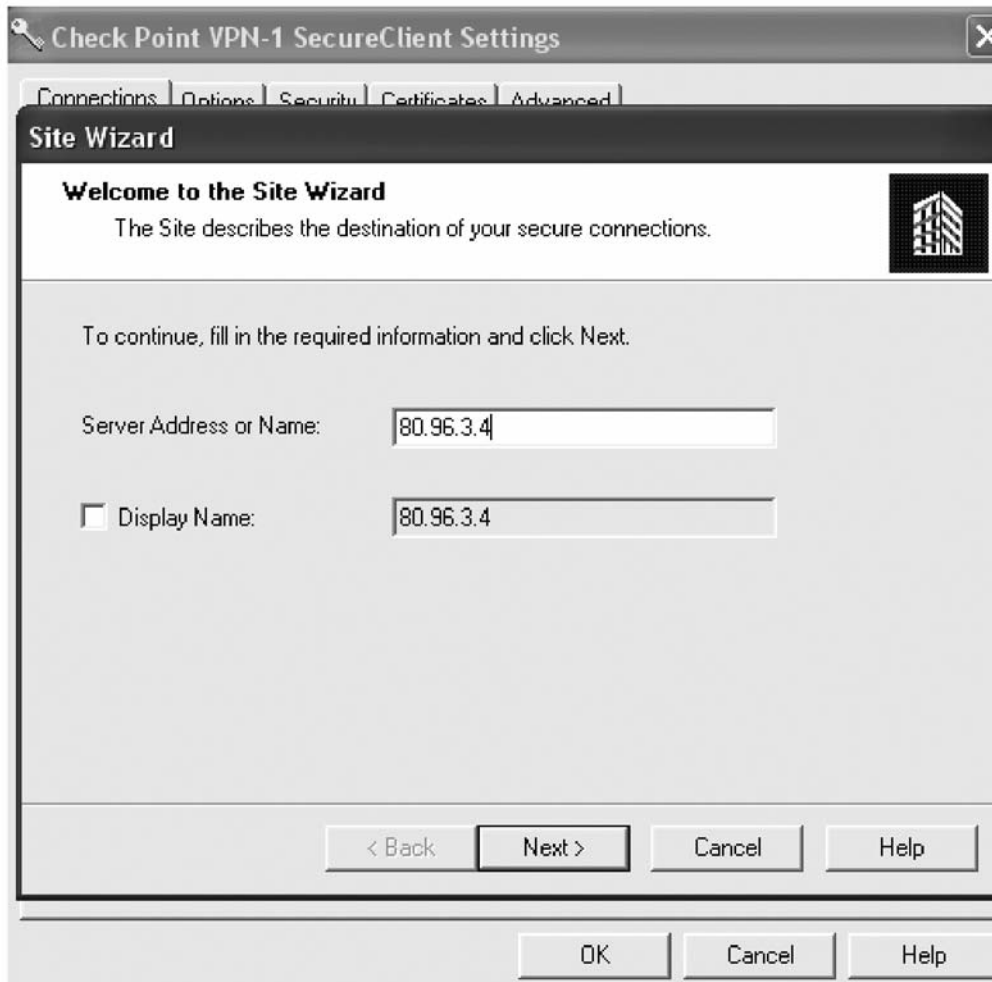 Check Point VPN-1 SecureClient Settings
Connections Options Security Certificates Advanced
Site Wizard
Welcome to the Site Wizard
The Site describes the destination of your secure connections.
To continue, fill in the required information and click Next.
Server Address or Name: 80.96.3.4
Display Name: 80.96.3.4
< Back Next > Cancel Help
OK Cancel Help